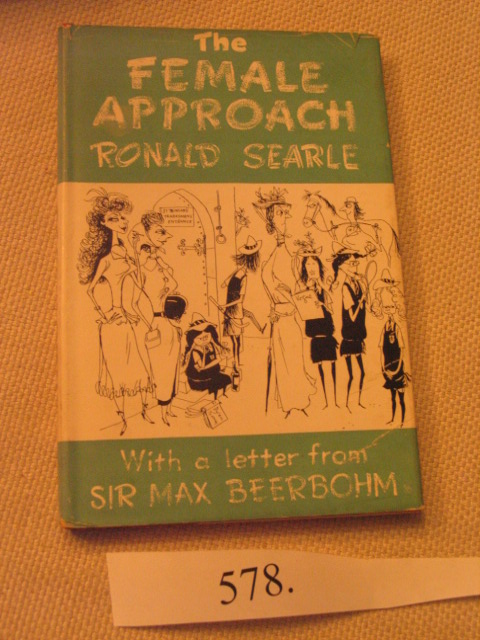 The
FEMALE
APPROACH
RONALD SEARLE
With a letter from
SIR MAX BEERBOHM
578.